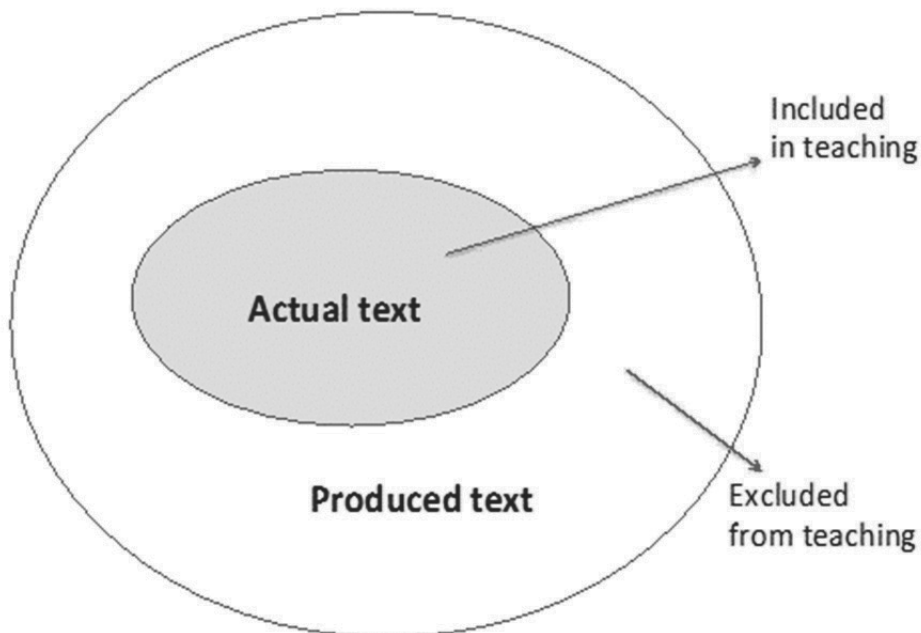 Included
in teaching
Actual text
Produced text
Excluded
from teaching